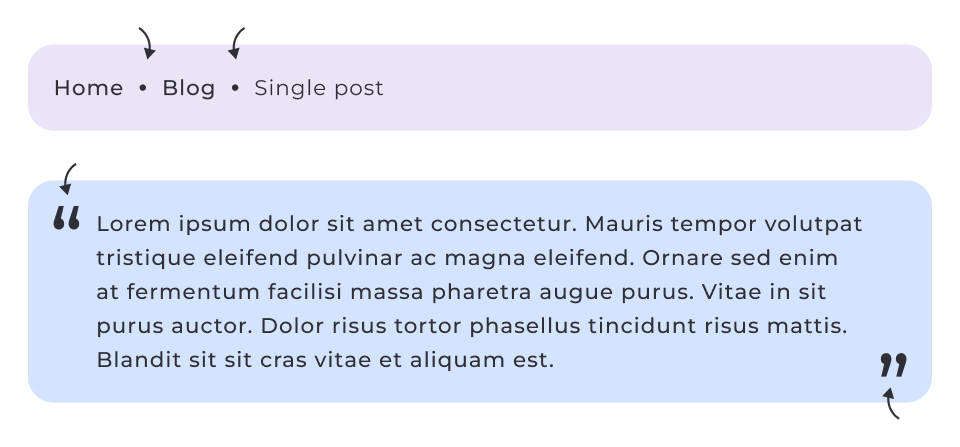 Home • Blog • Single post
“ Lorem ipsum dolor sit amet consectetur. Mauris tempor volutpat
tristique eleifend pulvinar ac magna eleifend. Ornare sed enim
at fermentum facilisi massa pharetra augue purus. Vitae in sit
purus auctor. Dolor risus tortor phasellus tincidunt risus mattis.
Blandit sit sit cras vitae et aliquam est. ”